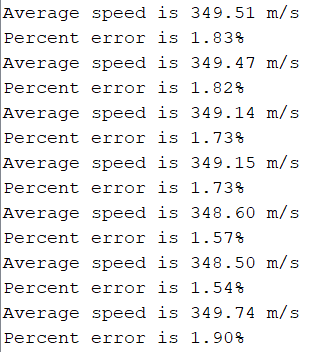 Average speed is 349.51 m/s
Percent error is 1.83%
Average speed is 349.47 m/s
Percent error is 1.82%
Average speed is 349.14 m/s
Percent error is 1.73%
Average speed is 349.15 m/s
Percent error is 1.73%
Average speed is 348.60 m/s
Percent error is 1.57%
Average speed is 348.50 m/s
Percent error is 1.54%
Average speed is 349.74 m/s
Percent error is 1.90%